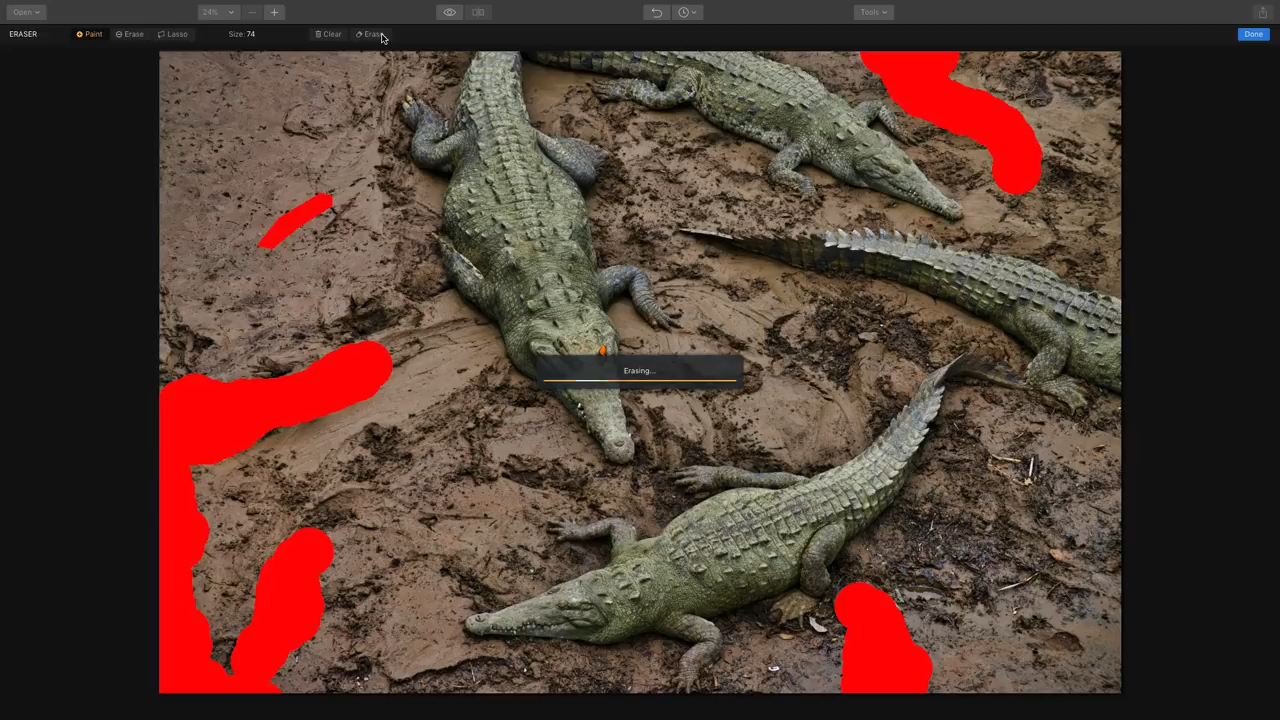 Open
24%
Tools
ERASER
Paint
Erase
Lasso
Size: 74
Clear
Erase
Done
Erasing...